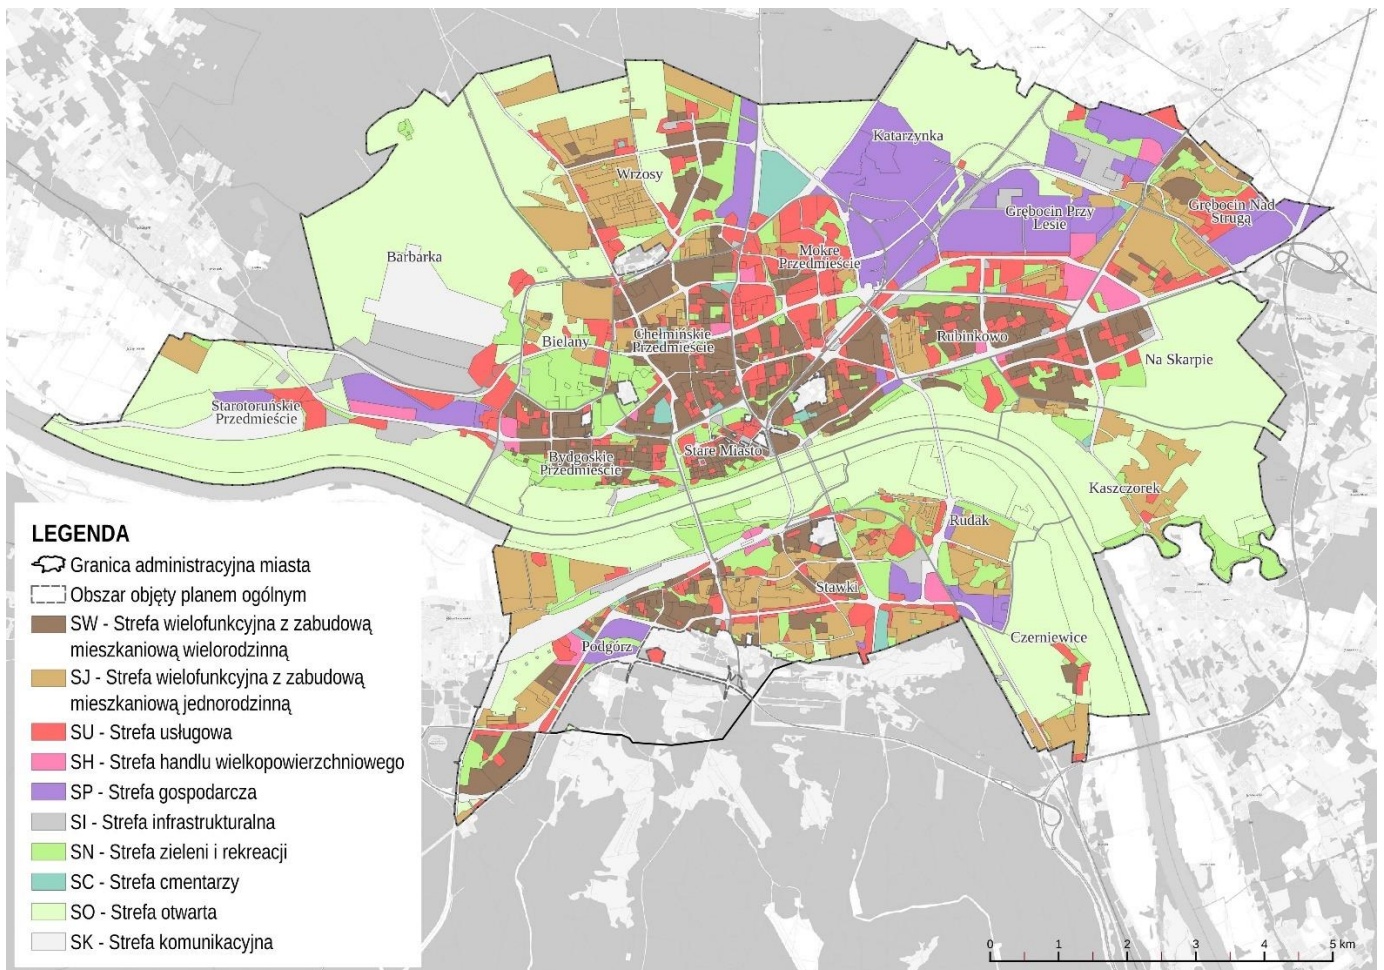 Katarzynka
Wrzosy
Grębocin Przy
Lesie
Grębocin Nad
Strugą
Barbarka
Mokre
Przedmieście
Bielany
Chełmińskie
Przedmieście
Rubinkowo
Na Skarpie
Starotoruńskie
Przedmieście
Bydgoskie
Przedmieście
Stare Miasto
Kaszczorek
Rudak
Stawki
Podgórz
Czerniewice
LEGENDA
Granica administracyjna miasta
Obszar objęty planem ogólnym
SW - Strefa wielofunkcyjna z zabudową
mieszkaniową wielorodzinną
SJ - Strefa wielofunkcyjna z zabudową
mieszkaniową jednorodzinną
SU - Strefa usługowa
SH - Strefa handlu wielkopowierzchniowego
SP - Strefa gospodarcza
SI - Strefa infrastrukturalna
SN - Strefa zieleni i rekreacji
SC - Strefa cmentarzy
SO - Strefa otwarta
SK - Strefa komunikacyjna
0 1 2 3 4 5 km